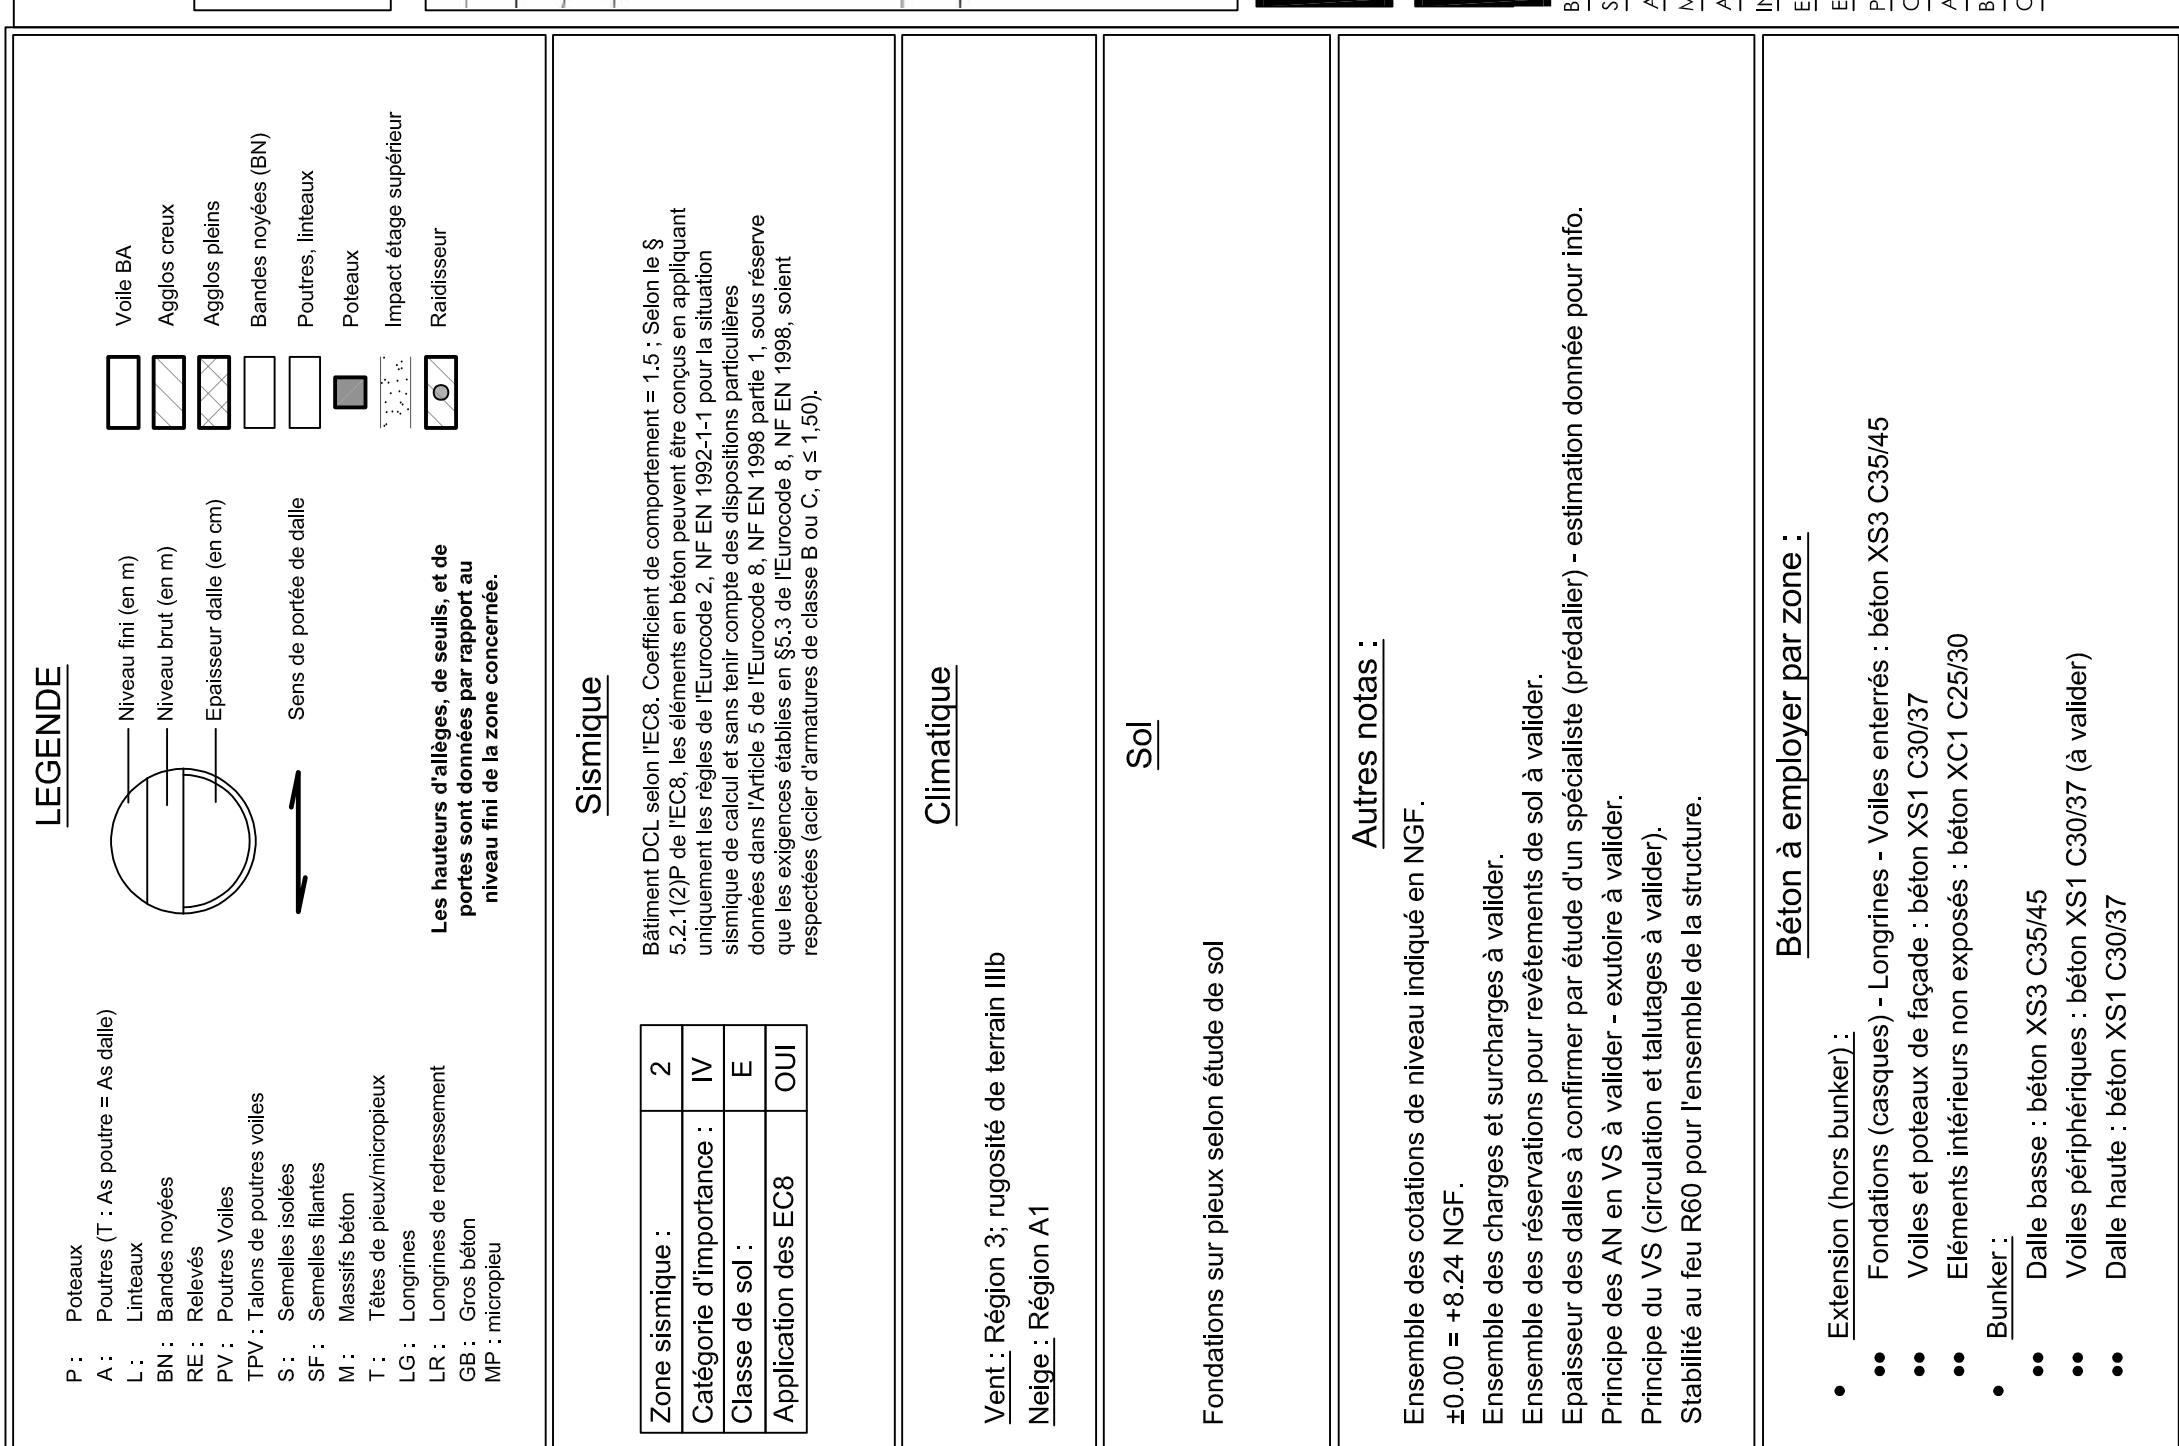 LEGENDE
P : Poteaux
A : Poutres (T : As poutre = As dalle)
L : Linteaux
BN : Bandes noyées
RE : Relevés
PV : Poutres Voiles
TPV : Talons de poutres voiles
S : Semelles isolées
SF : Semelles filantes
M : Massifs béton
T : Têtes de pieux/micropieux
LG : Longrines
LR : Longrines de redressement
GB : Gros béton
MP : micropieu
Niveau fini (en m)
Niveau brut (en m)
Epaisseur dalle (en cm)
Sens de portée de dalle
Les hauteurs d'allèges, de seuils, et de
portes sont données par rapport au
niveau fini de la zone concernée.
Voile BA
Agglos creux
Agglos pleins
Bandes noyées (BN)
Poutres, linteaux
Poteaux
Impact étage supérieur
Raidisseur
Sismique
Zone sismique : 2
Catégorie d'importance : IV
Classe de sol : E
Application des EC8 OUI
Bâtiment DCL selon l'EC8. Coefficient de comportement = 1.5 ; Selon le §
5.2.1(2)P de l'EC8, les éléments en béton peuvent être conçus en appliquant
uniquement les règles de l'Eurocode 2, NF EN 1992-1-1 pour la situation
sismique de calcul et sans tenir compte des dispositions particulières
données dans l'Article 5 de l'Eurocode 8, NF EN 1998 partie 1, sous réserve
que les exigences établies en §5.3 de l'Eurocode 8, NF EN 1998, soient
respectées (acier d'armatures de classe B ou C, q ≤ 1,50).
Climatique
Vent : Région 3; rugosité de terrain IIIb
Neige : Région A1
Sol
Fondations sur pieux selon étude de sol
Autres notas :
Ensemble des cotations de niveau indiqué en NGF.
±0.00 = +8.24 NGF.
Ensemble des charges et surcharges à valider.
Ensemble des réservations pour revêtements de sol à valider.
Epaisseur des dalles à confirmer par étude d'un spécialiste (prédalier) - estimation donnée pour info.
Principe des AN en VS à valider - exutoire à valider.
Principe du VS (circulation et talutages à valider).
Stabilité au feu R60 pour l'ensemble de la structure.
Béton à employer par zone :
• Extension (hors bunker) :
•• Fondations (casques) - Longrines - Voiles enterrés : béton XS3 C35/45
•• Voiles et poteaux de façade : béton XS1 C30/37
•• Eléments intérieurs non exposés : béton XC1 C25/30
• Bunker :
•• Dalle basse : béton XS3 C35/45
•• Voiles périphériques : béton XS1 C30/37 (à valider)
•• Dalle haute : béton XS1 C30/37